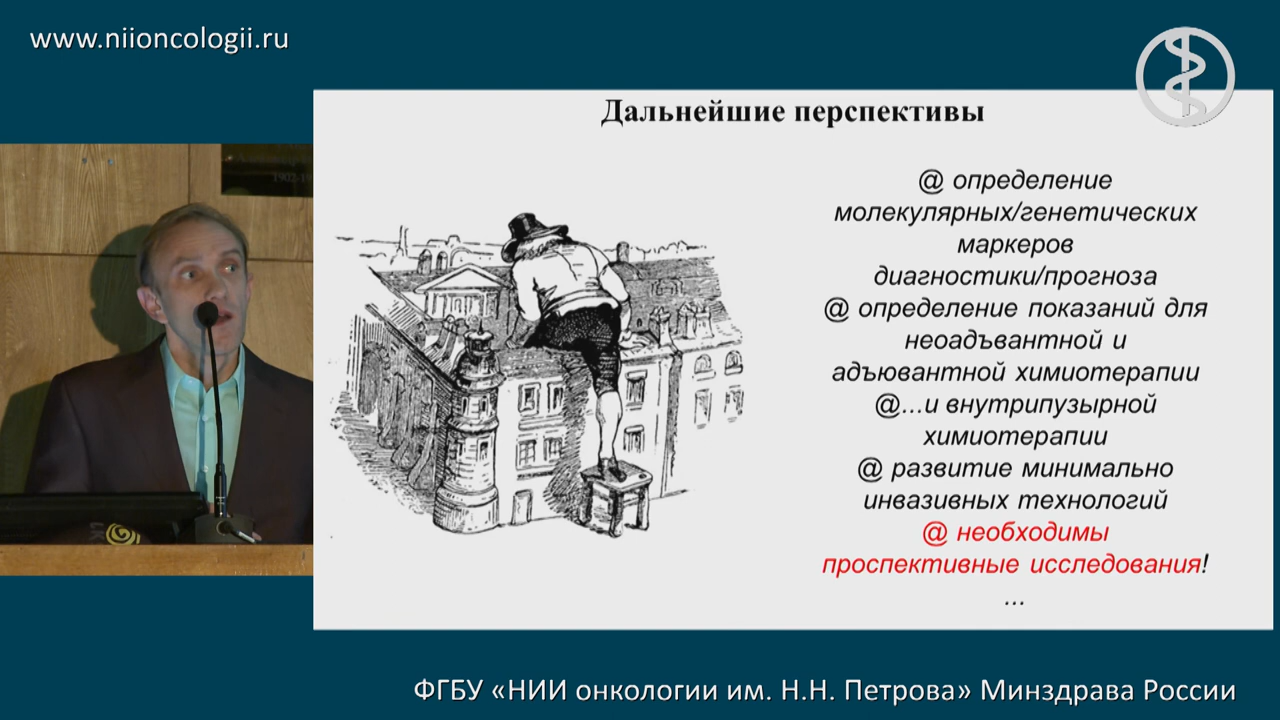 www.niioncologii.ru
Дальнейшие перспективы
@ определение
молекулярных/генетических
маркеров
диагностики/прогноза
@ определение показаний для
неоадъвантной и
адъювантной химиотерапии
@...и внутрипузырной
химиотерапии
@ развитие минимально
инвазивных технологий
@ необходимы
проспективные исследования!
...
ФГБУ «НИИ онкологии им. Н.Н. Петрова» Минздрава России